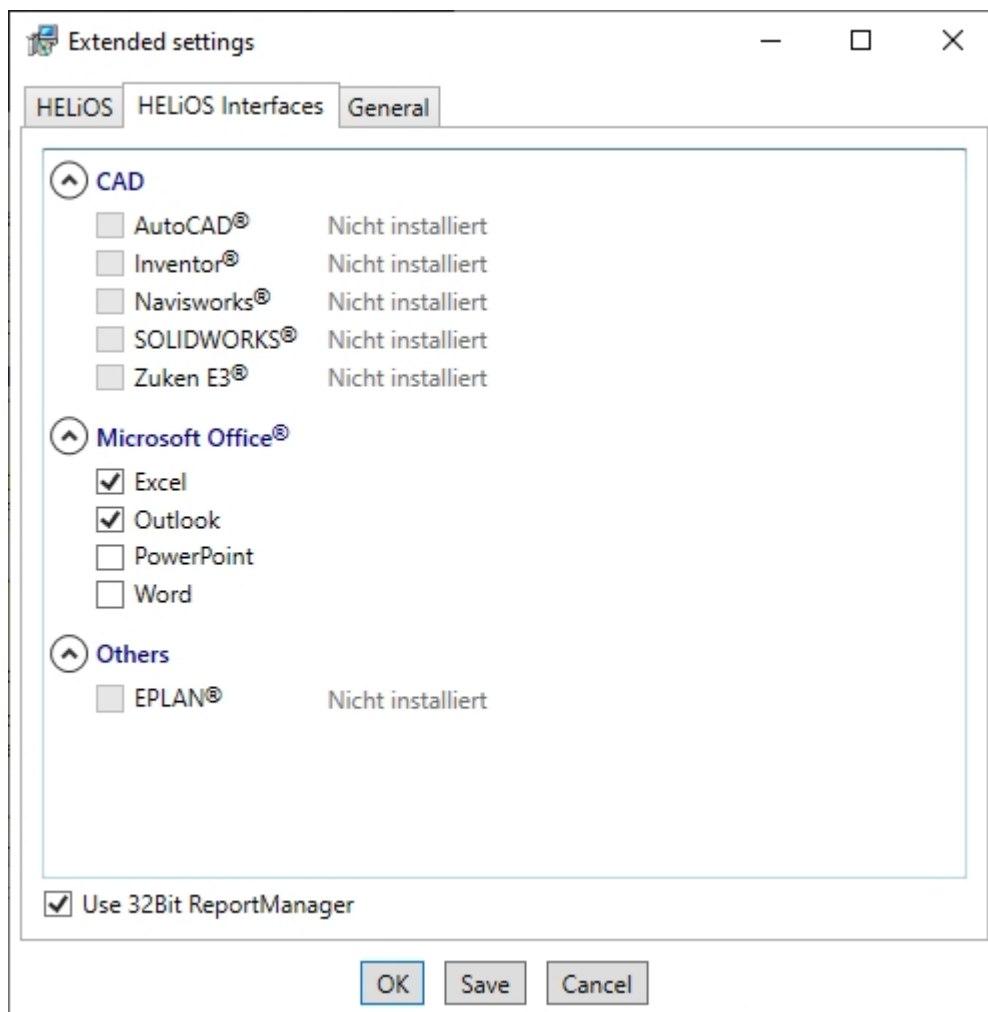 Extended settings
HELiOS HELiOS Interfaces General
CAD
AutoCAD® Nicht installiert
Inventor® Nicht installiert
Navisworks® Nicht installiert
SOLIDWORKS® Nicht installiert
Zuken E3® Nicht installiert
Microsoft Office®
Excel
Outlook
PowerPoint
Word
Others
EPLAN® Nicht installiert
Use 32Bit ReportManager
OK Save Cancel